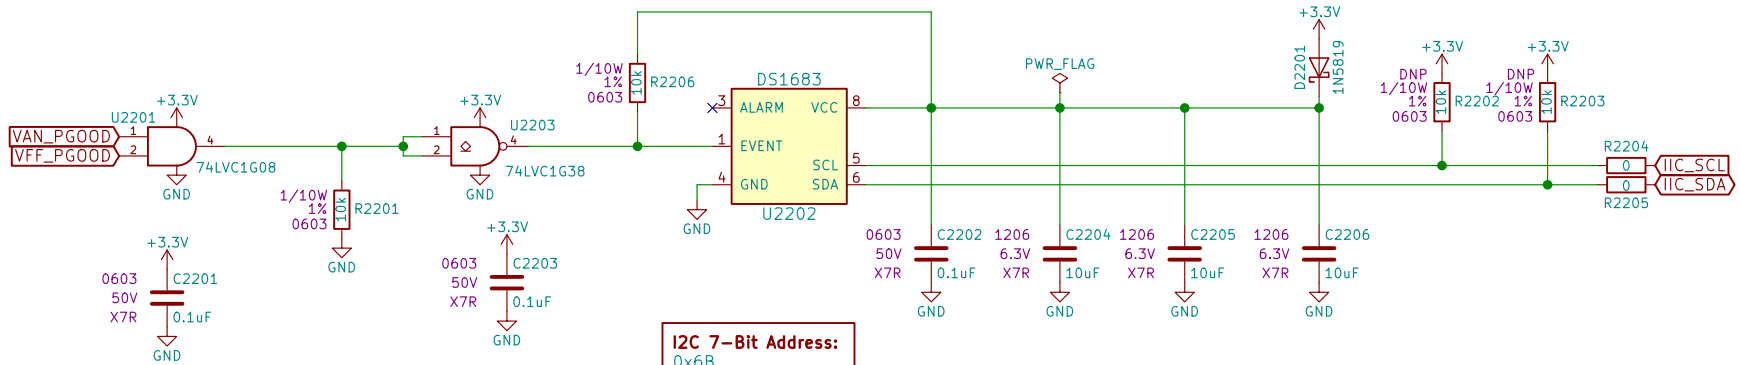 +3.3V
U2201
VAN_PGOOD
VFF_PGOOD
1
2
4
74LVC1G08
GND
1/10W
1%
0603
10k
R2201
GND
+3.3V
0603
50V
X7R
C2201
0.1uF
GND
+3.3V
U2203
1
2
4
74LVC1G38
GND
+3.3V
0603
50V
X7R
C2203
0.1uF
GND
1/10W
1%
0603
10k
R2206
DS1683
3
ALARM
VCC
8
1
EVENT
SCL
5
4
GND
SDA
6
U2202
GND
PWR_FLAG
+3.3V
D2201
1N5819
+3.3V
DNP
1/10W
1%
0603
10k
R2202
+3.3V
DNP
1/10W
1%
0603
10k
R2203
R2204
0
IIC_SCL
0
IIC_SDA
R2205
0603
50V
X7R
C2202
0.1uF
GND
1206
6.3V
X7R
C2204
10uF
GND
1206
6.3V
X7R
C2205
10uF
GND
1206
6.3V
X7R
C2206
10uF
GND
I2C 7-Bit Address:
0x6B